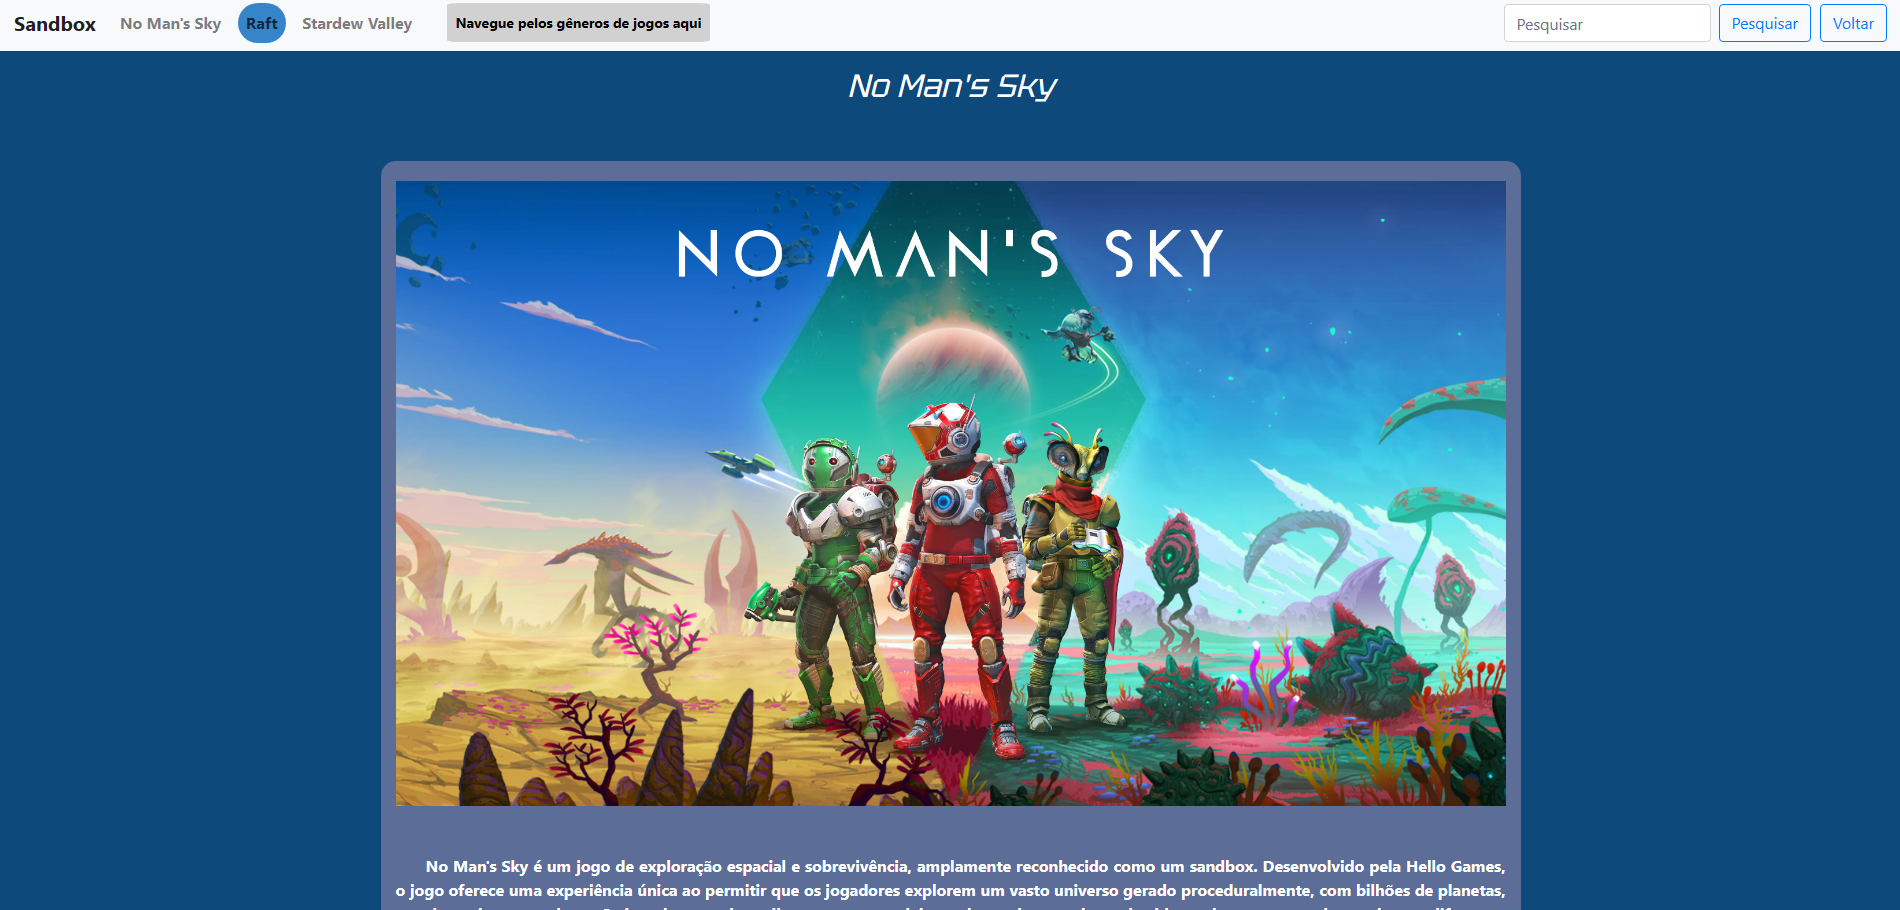 Sandbox No Man's Sky Raft Stardew Valley Navegue pelos gêneros de jogos aqui Pesquisar Pesquisar Voltar
No Man's Sky
NO MAN'S SKY
No Man's Sky é um jogo de exploração espacial e sobrevivência, amplamente reconhecido como um sandbox. Desenvolvido pela Hello Games,
o jogo oferece uma experiência única ao permitir que os jogadores explorem um vasto universo gerado proceduralmente, com bilhões de planetas,